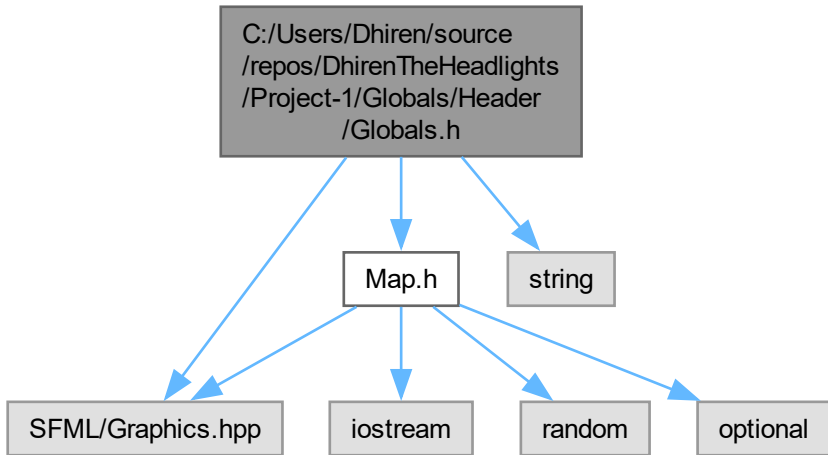 C:/Users/Dhiren/source
/repos/DhirenTheHeadlights
/Project-1/Globals/Header
/Globals.h
Map.h
string
SFML/Graphics.hpp
iostream
random
optional